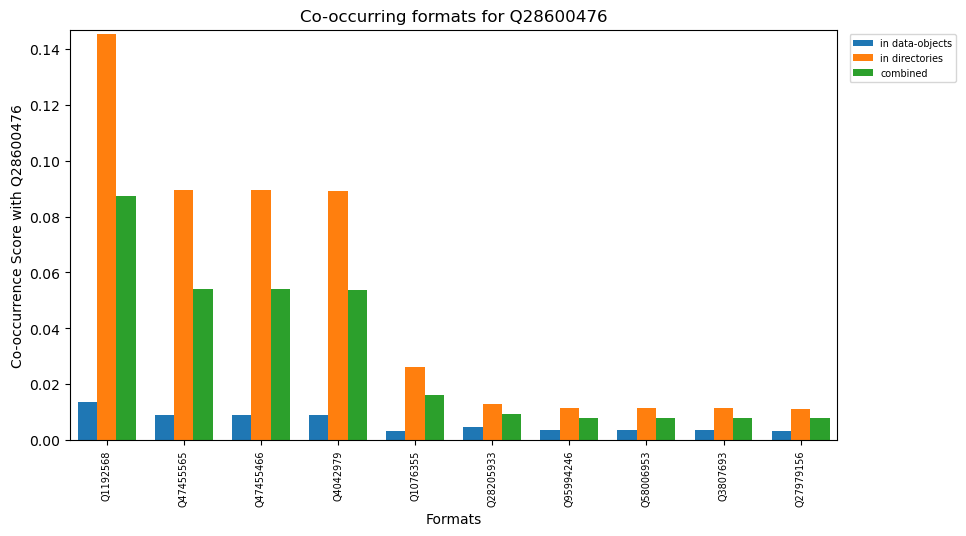 Co-occurring formats for Q28600476
in data-objects
in directories
combined
Co-occurrence Score with Q28600476
0.14
0.12
0.10
0.08
0.06
0.04
0.02
0.00
Q1192568
Q47455565
Q47455466
Q4042979
Q1076355
Q28205933
Q95994246
Q58006953
Q3807693
Q27979156
Formats